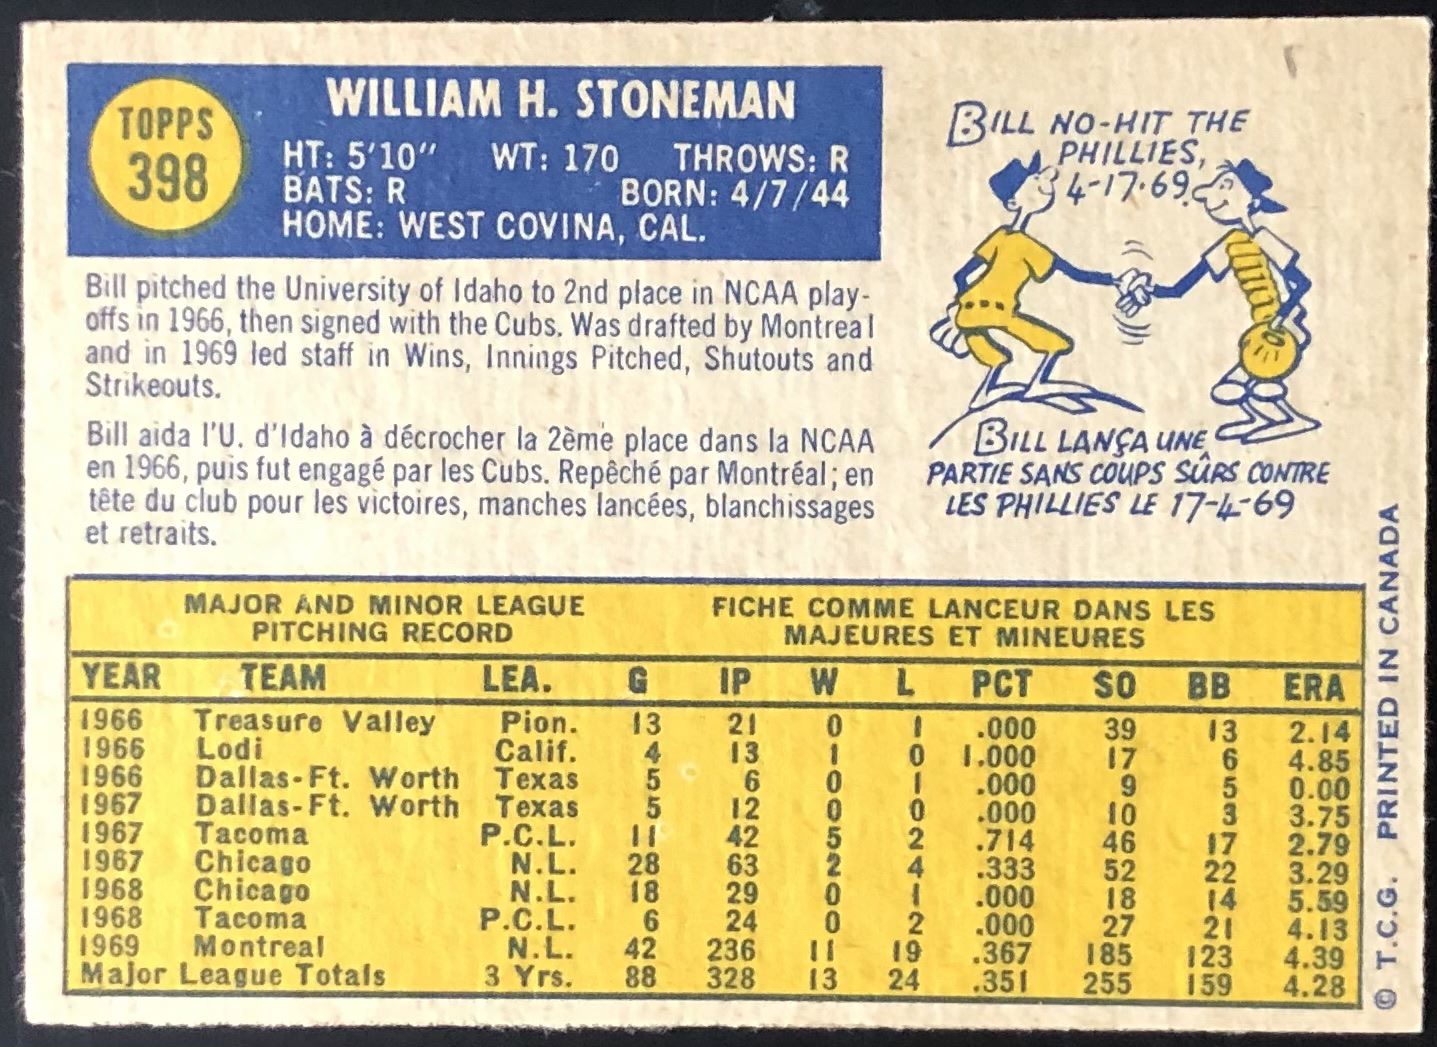 TOPPS
398
WILLIAM H. STONEMAN
HT: 5'10" WT: 170 THROWS: R
BATS: R BORN: 4/7/44
HOME: WEST COVINA, CAL.
Bill pitched the University of Idaho to 2nd place in NCAA play-
offs in 1966, then signed with the Cubs. Was drafted by Montreal
and in 1969 led staff in Wins, Innings Pitched, Shutouts and
Strikeouts.
Bill aida l'U. d'Idaho à décrocher la 2ème place dans la NCAA
en 1966, puis fut engagé par les Cubs. Repêché par Montréal; en
tête du club pour les victoires, manches lancées, blanchissages
et retraits.
BILL NO-HIT THE
PHILLIES,
4-17-69.
BILL LANÇA UNE
PARTIE SANS COUPS SÛRS CONTRE
LES PHILLIES LE 17-4-69
MAJOR AND MINOR LEAGUE
PITCHING RECORD
FICHE COMME LANCEUR DANS LES
MAJEURES ET MINEURES
YEAR TEAM LEA. G IP W L PCT SO BB ERA
1966 Treasure Valley Pion. 13 21 0 1 .000 39 13 2.14
1966 Lodi Calif. 4 13 1 0 1.000 17 6 4.85
1966 Dallas-Ft. Worth Texas 5 6 0 1 .000 9 5 0.00
1967 Dallas-Ft. Worth Texas 5 12 0 0 .000 10 3 3.75
1967 Tacoma P.C.L. 11 42 5 2 .714 46 17 2.79
1967 Chicago N.L. 28 63 2 4 .333 52 22 3.29
1968 Chicago N.L. 18 29 0 1 .000 18 14 5.59
1968 Tacoma P.C.L. 6 24 0 2 .000 27 21 4.13
1969 Montreal N.L. 42 236 11 19 .367 185 123 4.39
Major League Totals 3 Yrs. 88 328 13 24 .351 255 159 4.28
© T.C.G. PRINTED IN CANADA